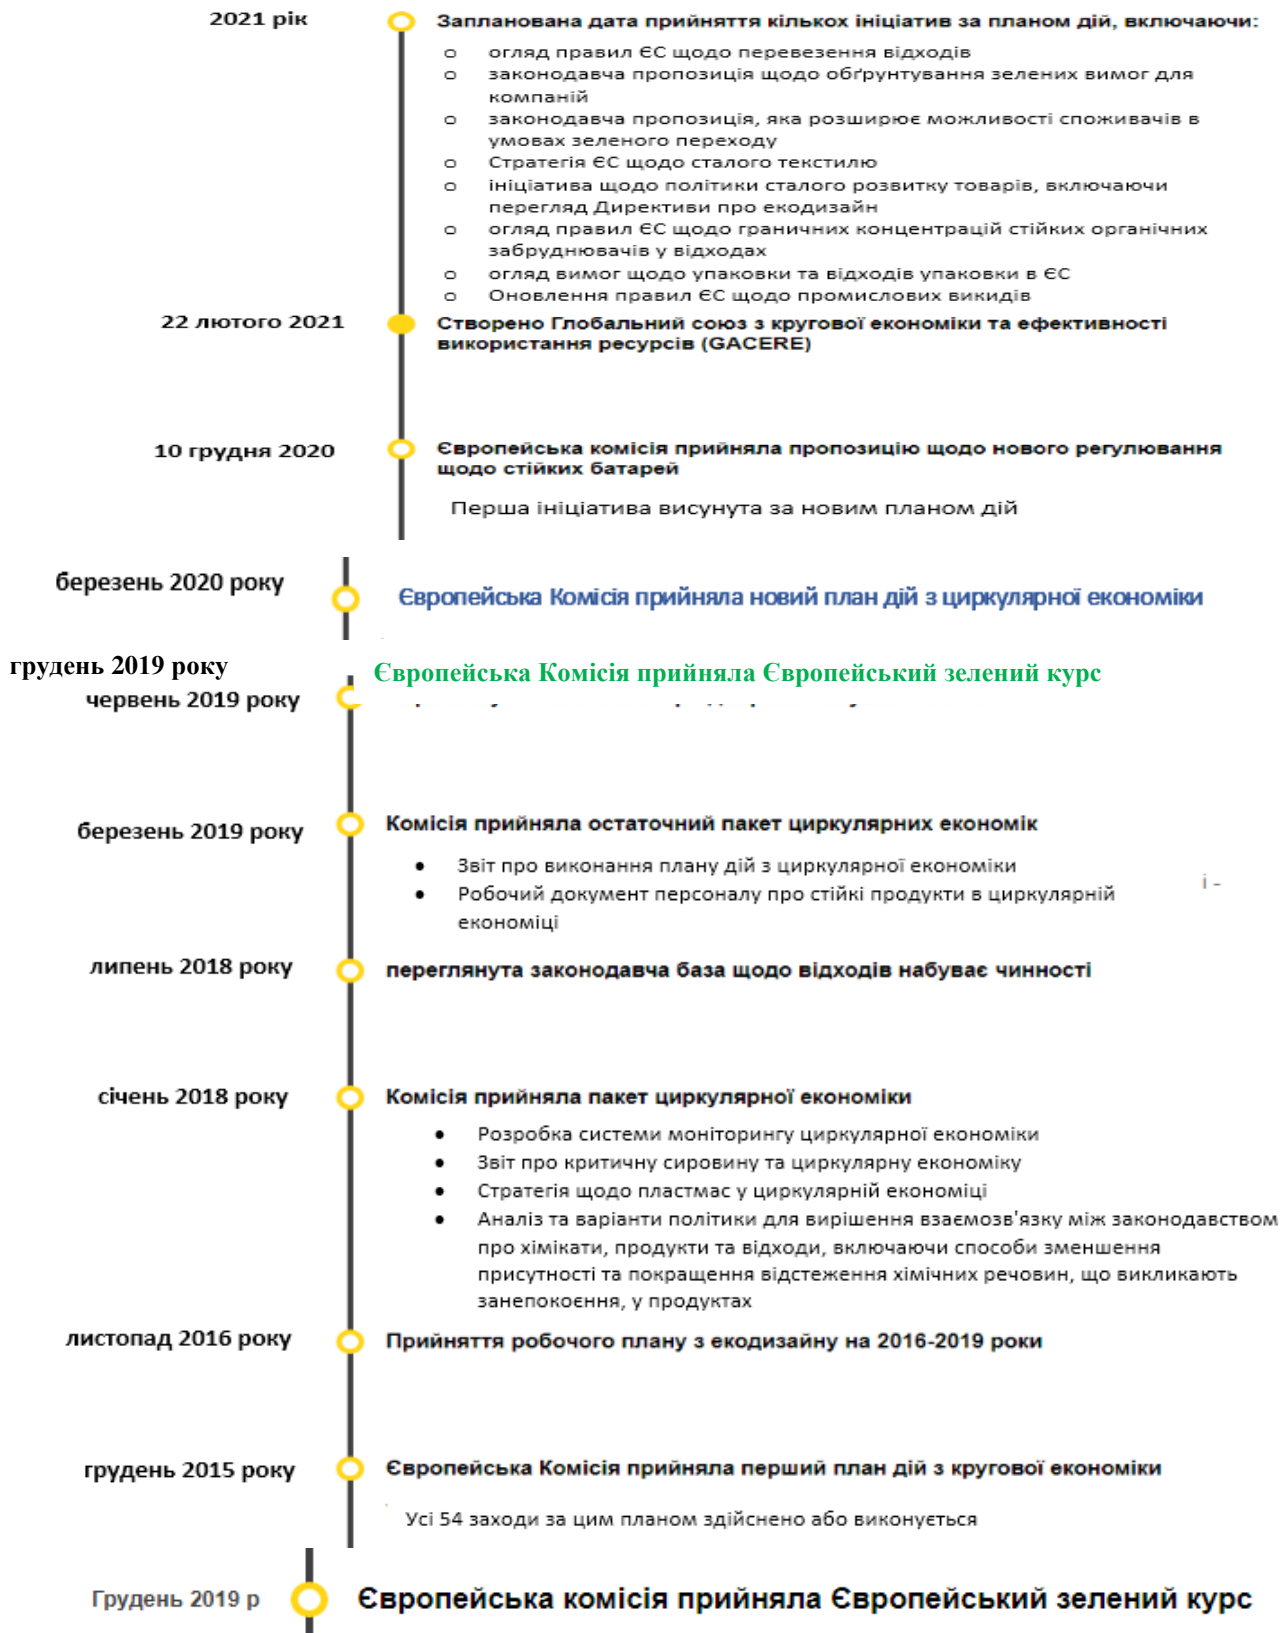 2021 рік
Запланована дата прийняття кількох ініціатив за планом дій, включаючи:
o огляд правил ЄС щодо перевезення відходів
o законодавча пропозиція щодо обґрунтування зелених вимог для
компаній
o законодавча пропозиція, яка розширює можливості споживачів в
умовах зеленого переходу
o Стратегія ЄС щодо сталого текстилю
o ініціатива щодо політики сталого розвитку товарів, включаючи
перегляд Директиви про екодизайн
o огляд правил ЄС щодо граничних концентрацій стійких органічних
забруднювачів у відходах
o огляд вимог щодо упаковки та відходів упаковки в ЄС
o Оновлення правил ЄС щодо промислових викидів
22 лютого 2021
Створено Глобальний союз з кругової економіки та ефективності
використання ресурсів (GACERE)
10 грудня 2020
Європейська комісія прийняла пропозицію щодо нового регулювання
щодо стійких батарей
Перша ініціатива висунута за новим планом дій
березень 2020 року
Європейська Комісія прийняла новий план дій з циркулярної економіки
грудень 2019 року
Європейська Комісія прийняла Європейський зелений курс
червень 2019 року
березень 2019 року
Комісія прийняла остаточний пакет циркулярних економік
• Звіт про виконання плану дій з циркулярної економіки
і -
• Робочий документ персоналу про стійкі продукти в циркулярній
економіці
липень 2018 року
переглянута законодавча база щодо відходів набуває чинності
січень 2018 року
Комісія прийняла пакет циркулярної економіки
• Розробка системи моніторингу циркулярної економіки
• Звіт про критичну сировину та циркулярну економіку
• Стратегія щодо пластмас у циркулярній економіці
• Аналіз та варіанти політики для вирішення взаємозв'язку між законодавством
про хімікати, продукти та відходи, включаючи способи зменшення
присутності та покращення відстеження хімічних речовин, що викликають
занепокоєння, у продуктах
листопад 2016 року
Прийняття робочого плану з екодизайну на 2016-2019 роки
грудень 2015 року
Європейська Комісія прийняла перший план дій з кругової економіки
Усі 54 заходи за цим планом здійснено або виконується
Грудень 2019 р
Європейська комісія прийняла Європейський зелений курс